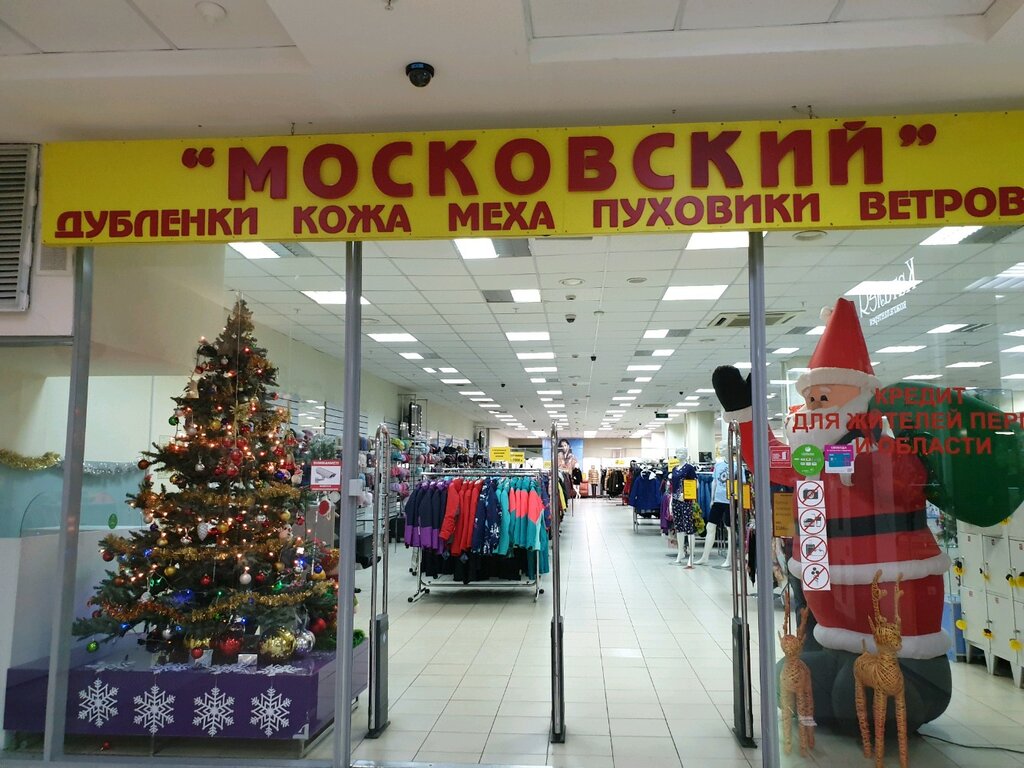 “МОСКОВСКИЙ”
ДУБЛЕНКИ КОЖА МЕХА ПУХОВИКИ ВЕТРОВ
КРЕДИТ
ДЛЯ ЖИТЕЛЕЙ ПЕР
И ОБЛАСТИ